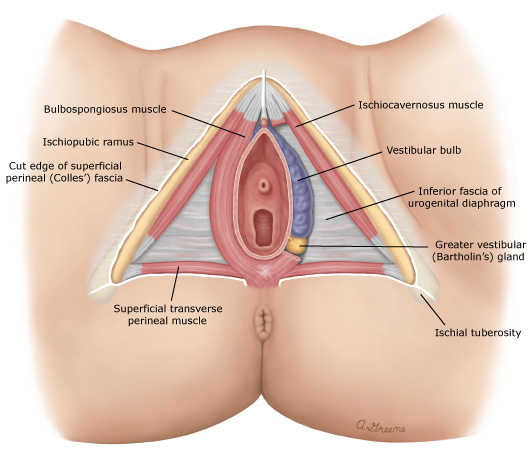 Bulbospongiosus muscle
Ischiocavernosus muscle
Ischiopubic ramus
Vestibular bulb
Cut edge of superficial
perineal (Colles') fascia
Inferior fascia of
urogenital diaphragm
Greater vestibular
(Bartholin's) gland
Superficial transverse
perineal muscle
Ischial tuberosity
A. Greene